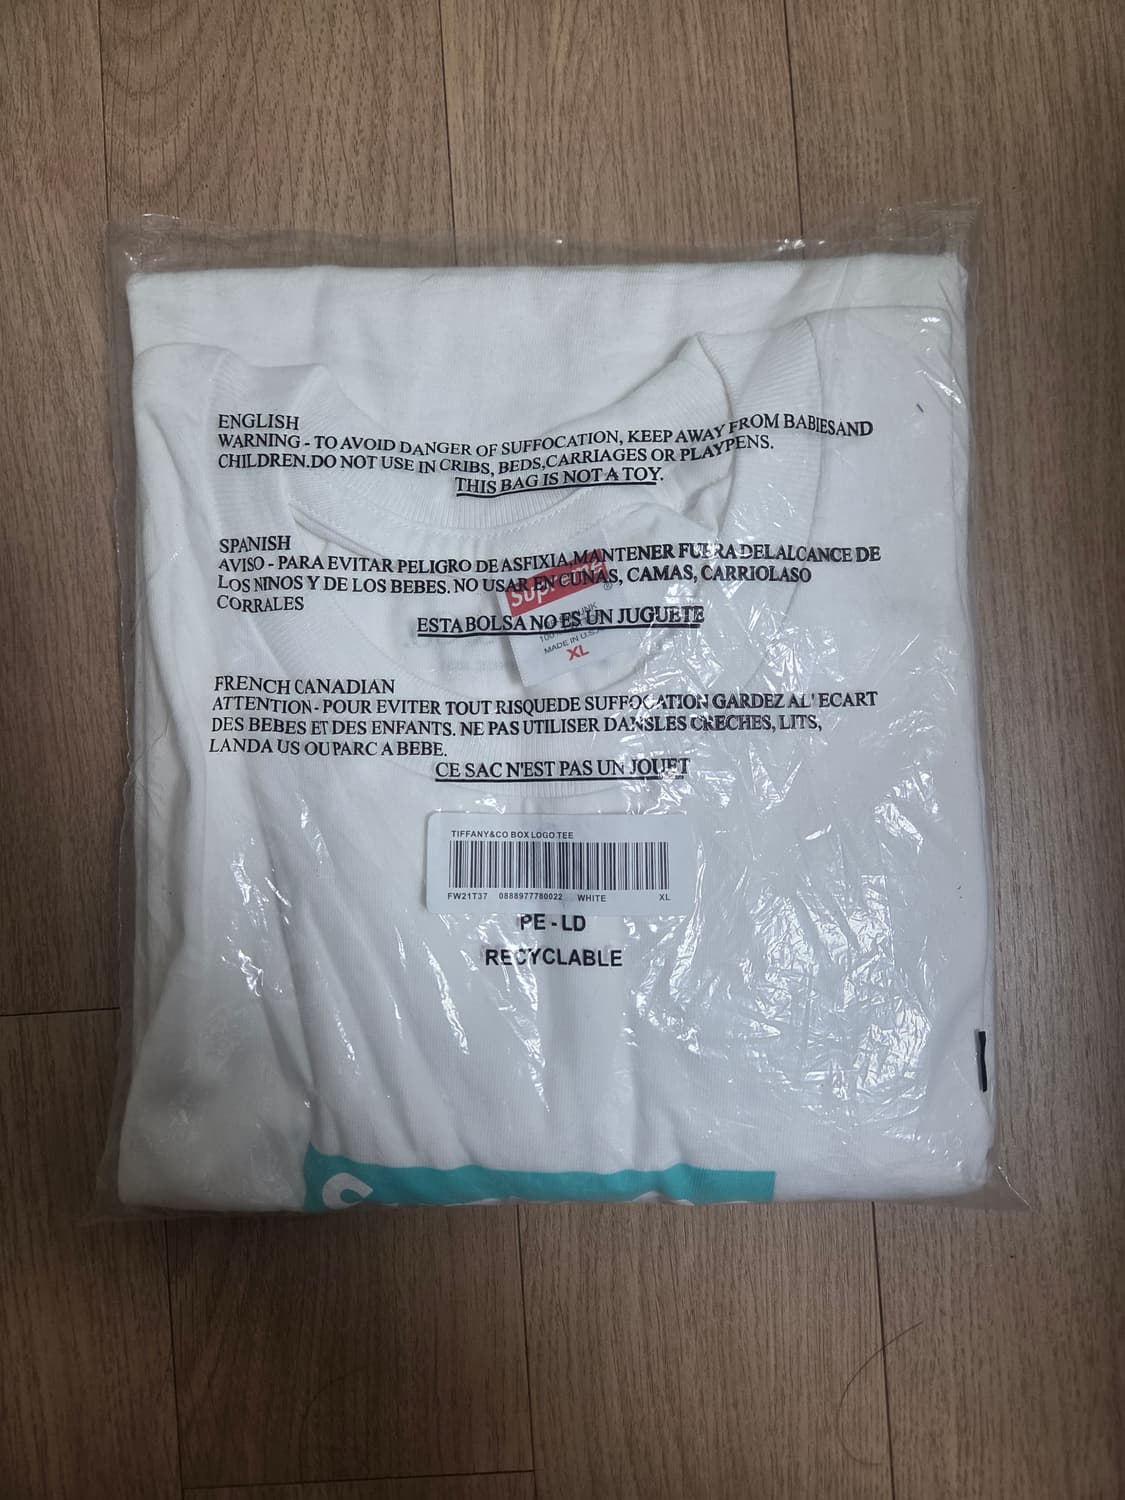 ENGLISH
WARNING - TO AVOID DANGER OF SUFFOCATION, KEEP AWAY FROM BABIESAND
CHILDREN.DO NOT USE IN CRIBS, BEDS,CARRIAGES OR PLAYPENS.
THIS BAG IS NOT A TOY.
SPANISH
AVISO - PARA EVITAR PELIGRO DE ASFIXIA,MANTENER FUERA DELALCANCE DE
LOS NINOS Y DE LOS BEBES. NO USAR EN CUNAS, CAMAS, CARRIOLASO
CORRALES
ESTA BOLSA NO ES UN JUGUETE
Supreme
®
MADE IN U.S.A.
XL
FRENCH CANADIAN
ATTENTION - POUR EVITER TOUT RISQUEDE SUFFOCATION GARDEZ AL' ECART
DES BEBES ET DES ENFANTS. NE PAS UTILISER DANSLES CRECHES, LITS,
LANDA US OU PARC A BEBE.
CE SAC N'EST PAS UN JOUET
TIFFANY&CO BOX LOGO TEE
FW21T37 0888977780022 WHITE XL
PE - LD
RECYCLABLE